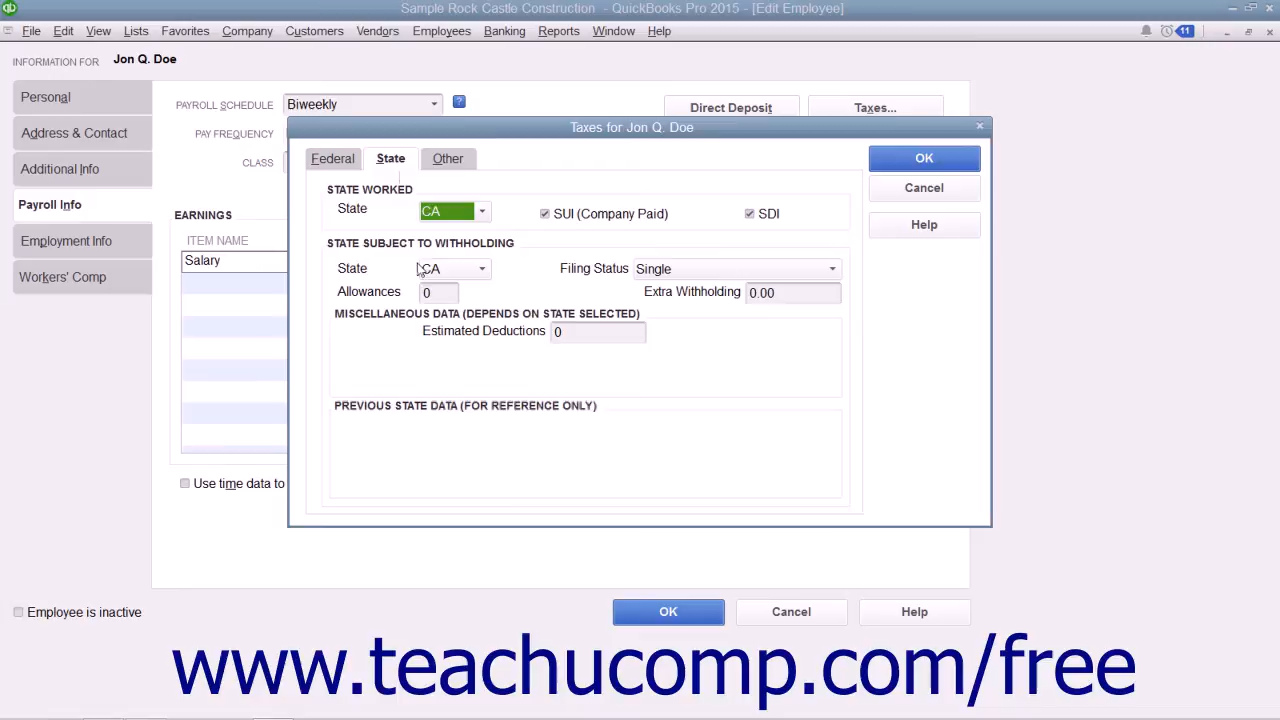 Sample Rock Castle Construction - QuickBooks Pro 2015 - [Edit Employee]
File Edit View Lists Favorites Company Customers Vendors Employees Banking Reports Window Help 11
INFORMATION FOR Jon Q. Doe
Personal
Address & Contact
Additional Info
Payroll Info
Employment Info
Workers' Comp
PAYROLL SCHEDULE Biweekly ? Direct Deposit Taxes...
PAY FREQUENCY
CLASS
EARNINGS
ITEM NAME
Salary
Use time data to
Taxes for Jon Q. Doe
Federal State Other
OK
Cancel
Help
STATE WORKED
State CA SUI (Company Paid) SDI
STATE SUBJECT TO WITHHOLDING
State CA Filing Status Single
Allowances 0 Extra Withholding 0.00
MISCELLANEOUS DATA (DEPENDS ON STATE SELECTED)
Estimated Deductions 0
PREVIOUS STATE DATA (FOR REFERENCE ONLY)
Employee is inactive OK Cancel Help
www.teachucomp.com/free